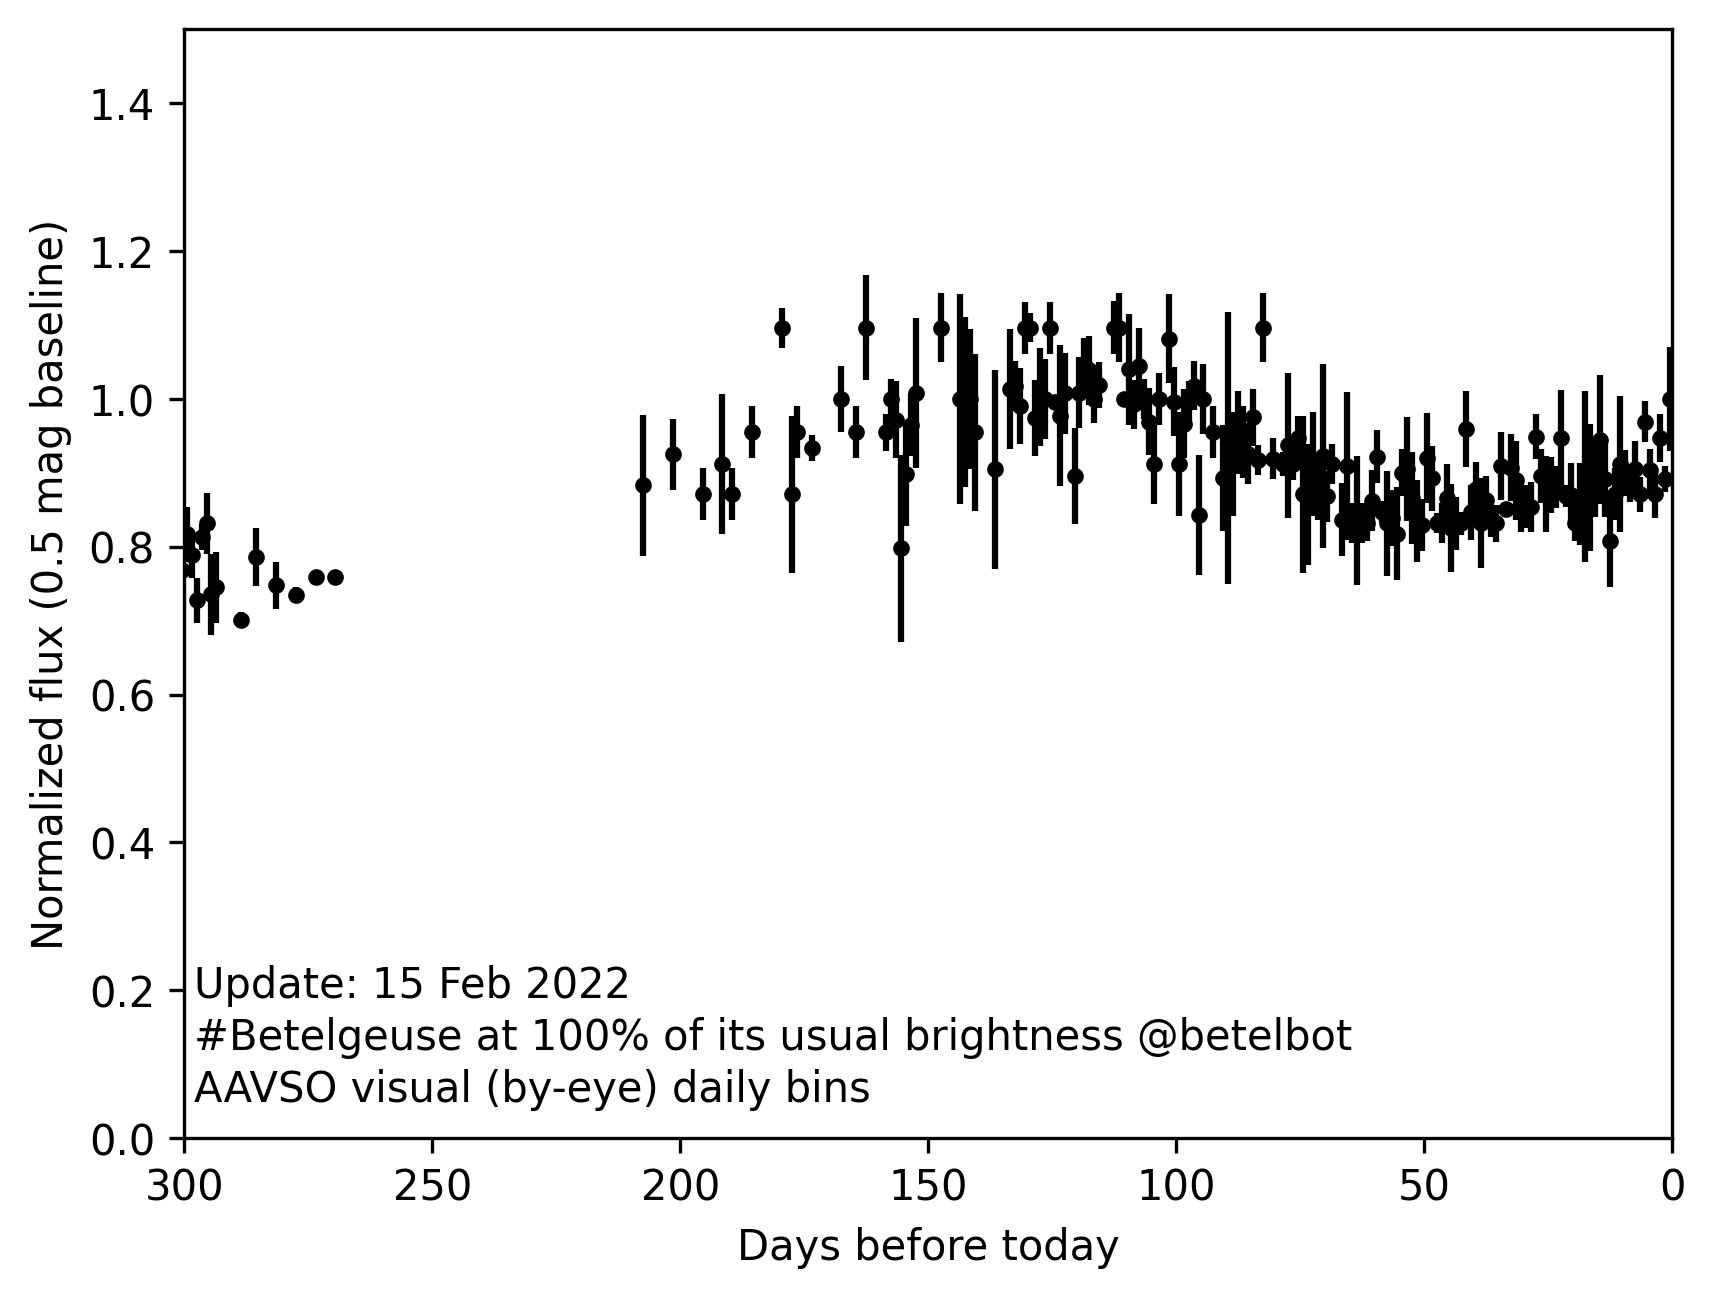 1.4
1.2
1.0
0.8
0.6
0.4
0.2
0.0
Normalized flux (0.5 mag baseline)
Update: 15 Feb 2022
#Betelgeuse at 100% of its usual brightness @betelbot
AAVSO visual (by-eye) daily bins
300 250 200 150 100 50 0
Days before today